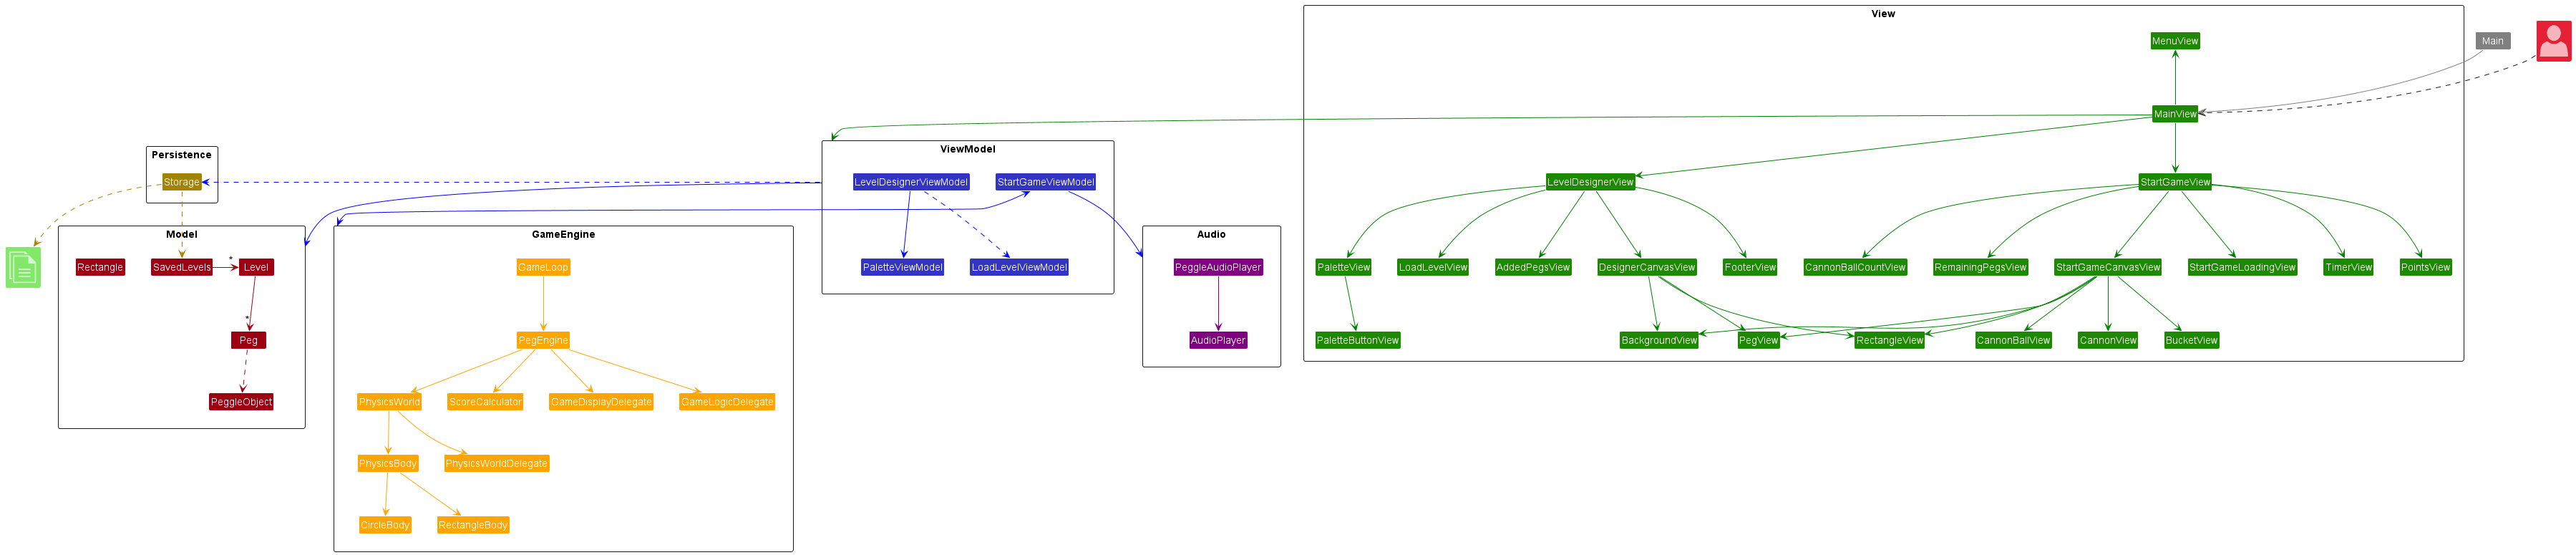 View
MenuView
Main
MainView
Persistence
Storage
ViewModel
LevelDesignerViewModel
StartGameViewModel
LevelDesignerView
StartGameView
Model
GameEngine
Audio
Rectangle
SavedLevels
*
Level
GameLoop
PaletteViewModel
LoadLevelViewModel
PeggleAudioPlayer
PaletteView
LoadLevelView
AddedPegsView
DesignerCanvasView
FooterView
CannonBallCountView
RemainingPegsView
StartGameCanvasView
StartGameLoadingView
TimerView
PointsView
*
Peg
PegEngine
AudioPlayer
PaletteButtonView
BackgroundView
PegView
RectangleView
CannonBallView
CannonView
BucketView
PeggleObject
PhysicsWorld
ScoreCalculator
GameDisplayDelegate
GameLogicDelegate
PhysicsBody
PhysicsWorldDelegate
CircleBody
RectangleBody